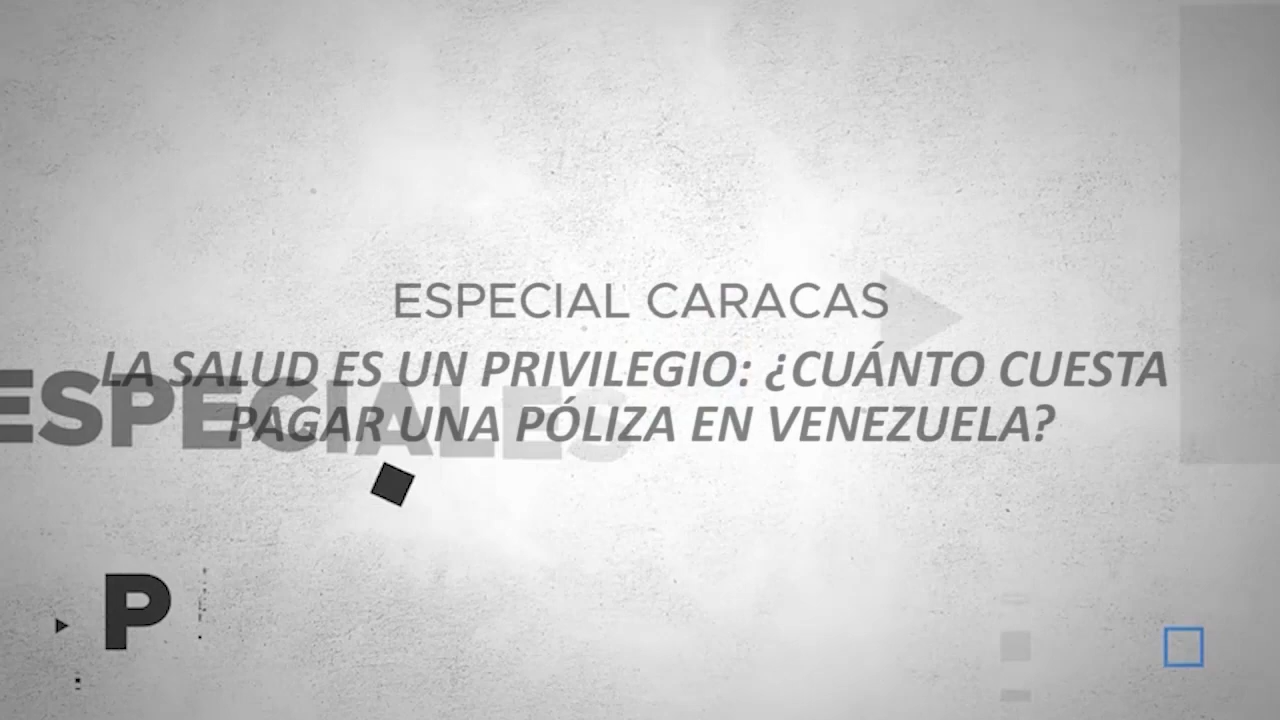 ESPECIAL CARACAS
LA SALUD ES UN PRIVILEGIO: ¿CUÁNTO CUESTA
PAGAR UNA PÓLIZA EN VENEZUELA?
ESPECIALES
P